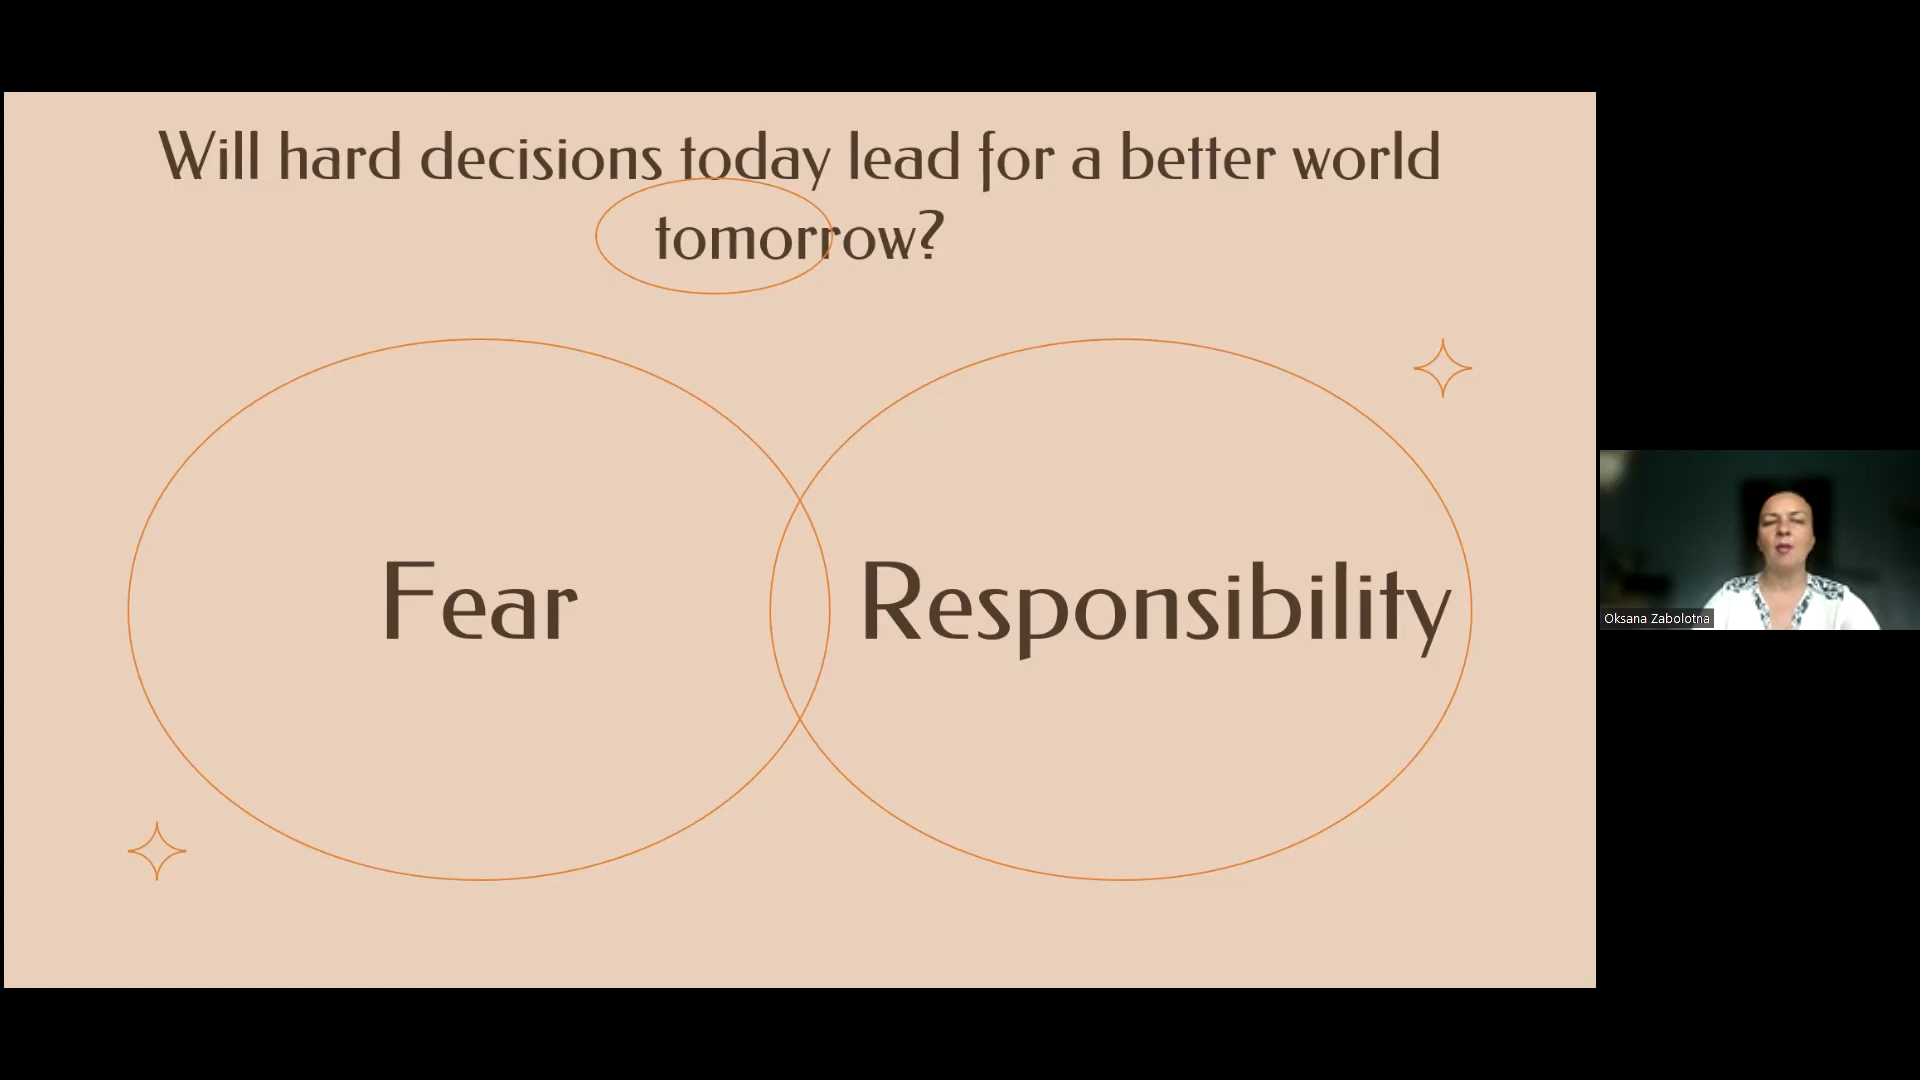 Will hard decisions today lead for a better world
tomorrow?
Fear
Responsibility
Oksana Zabolotna